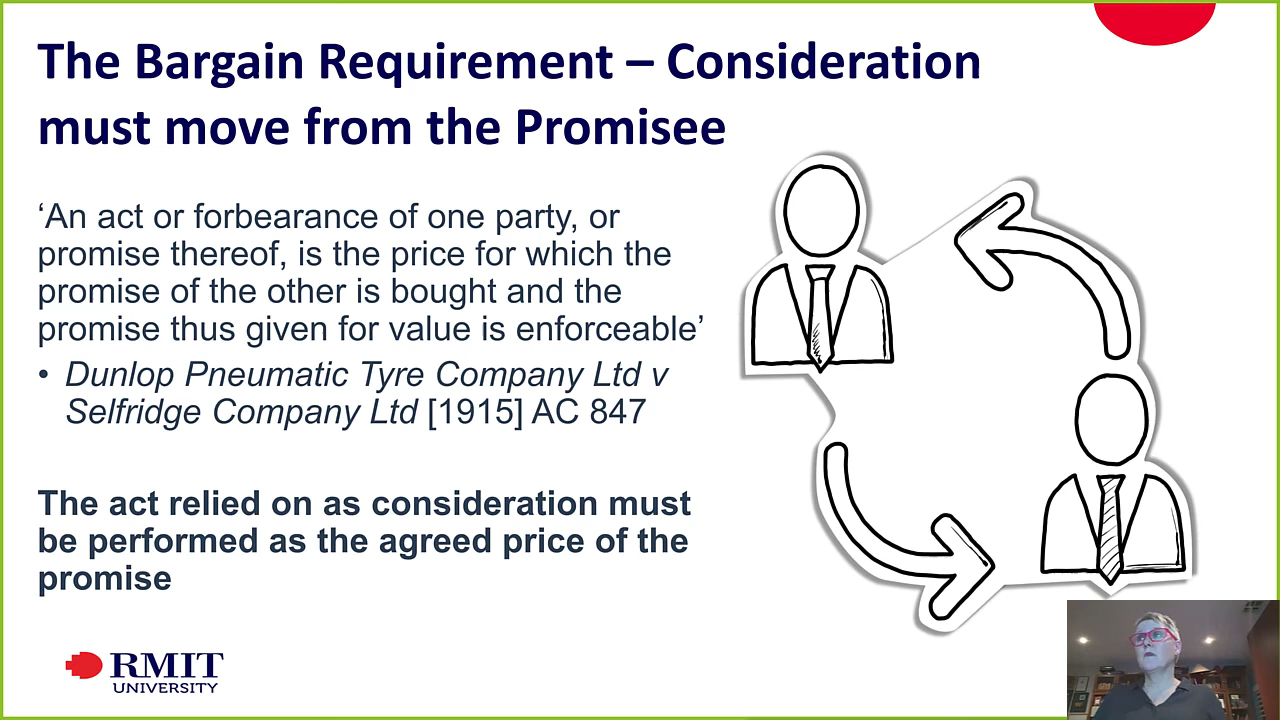 The Bargain Requirement – Consideration
must move from the Promisee
‘An act or forbearance of one party, or
promise thereof, is the price for which the
promise of the other is bought and the
promise thus given for value is enforceable’
• Dunlop Pneumatic Tyre Company Ltd v
Selfridge Company Ltd [1915] AC 847
The act relied on as consideration must
be performed as the agreed price of the
promise
RMIT
UNIVERSITY